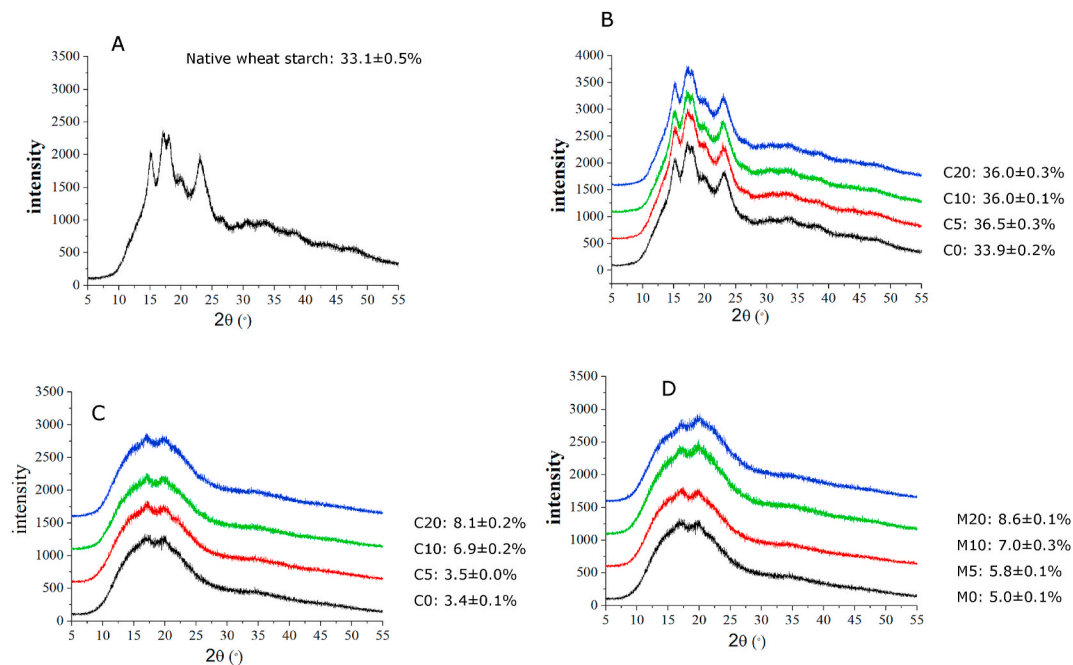 A
Native wheat starch: 33.1±0.5%
intensity
3500
3000
2500
2000
1500
1000
500
0
5 10 15 20 25 30 35 40 45 50 55
2θ (°)
B
intensity
4000
3500
3000
2500
2000
1500
1000
500
0
5 10 15 20 25 30 35 40 45 50 55
2θ (°)
C20: 36.0±0.3%
C10: 36.0±0.1%
C5: 36.5±0.3%
C0: 33.9±0.2%
C
intensity
3500
3000
2500
2000
1500
1000
500
0
5 10 15 20 25 30 35 40 45 50 55
2θ (°)
C20: 8.1±0.2%
C10: 6.9±0.2%
C5: 3.5±0.0%
C0: 3.4±0.1%
D
intensity
3500
3000
2500
2000
1500
1000
500
0
5 10 15 20 25 30 35 40 45 50 55
2θ (°)
M20: 8.6±0.1%
M10: 7.0±0.3%
M5: 5.8±0.1%
M0: 5.0±0.1%